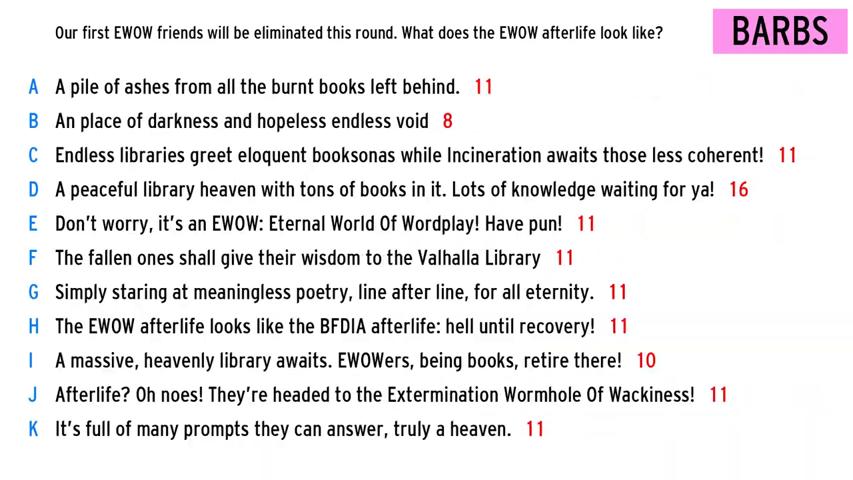 Our first EWOW friends will be eliminated this round. What does the EWOW afterlife look like?
BARBS
A A pile of ashes from all the burnt books left behind. 11
B An place of darkness and hopeless endless void 8
C Endless libraries greet eloquent booksonas while Incineration awaits those less coherent! 11
D A peaceful library heaven with tons of books in it. Lots of knowledge waiting for ya! 16
E Don't worry, it's an EWOW: Eternal World Of Wordplay! Have pun! 11
F The fallen ones shall give their wisdom to the Valhalla Library 11
G Simply staring at meaningless poetry, line after line, for all eternity. 11
H The EWOW afterlife looks like the BFDIA afterlife: hell until recovery! 11
I A massive, heavenly library awaits. EWOWers, being books, retire there! 10
J Afterlife? Oh noes! They're headed to the Extermination Wormhole Of Wackiness! 11
K It's full of many prompts they can answer, truly a heaven. 11